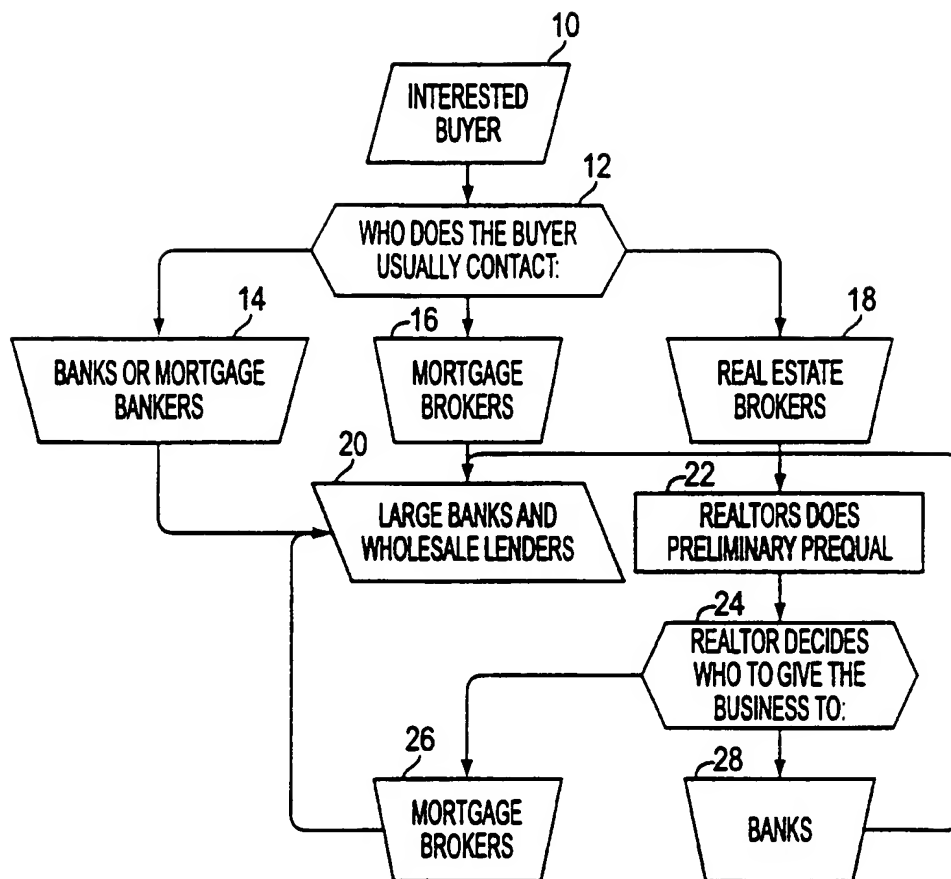 10
INTERESTED
BUYER
12
WHO DOES THE BUYER
USUALLY CONTACT:
14
BANKS OR MORTGAGE
BANKERS
16
MORTGAGE
BROKERS
18
REAL ESTATE
BROKERS
20
LARGE BANKS AND
WHOLESALE LENDERS
22
REALTORS DOES
PRELIMINARY PREQUAL
24
REALTOR DECIDES
WHO TO GIVE THE
BUSINESS TO:
26
MORTGAGE
BROKERS
28
BANKS